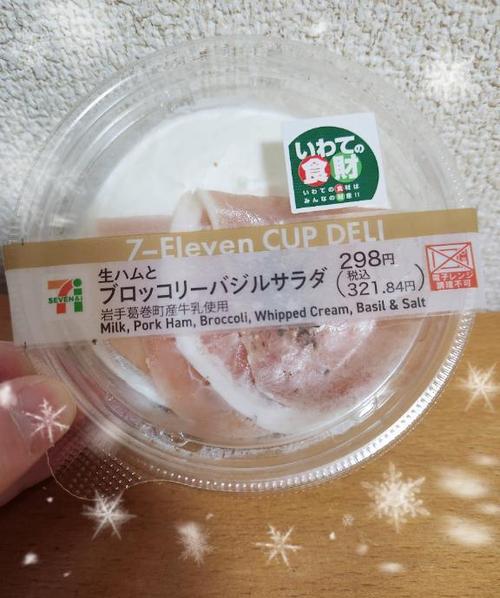 いわての
食財
いわての食材は
みんなの財産!!
7-Eleven CUP DELI
SEVEN&i
生ハムと
ブロッコリーバジルサラダ
298円
(税込
321.84円)
岩手葛巻町産牛乳使用
Milk, Pork Ham, Broccoli, Whipped Cream, Basil & Salt
電子レンジ
調理不可